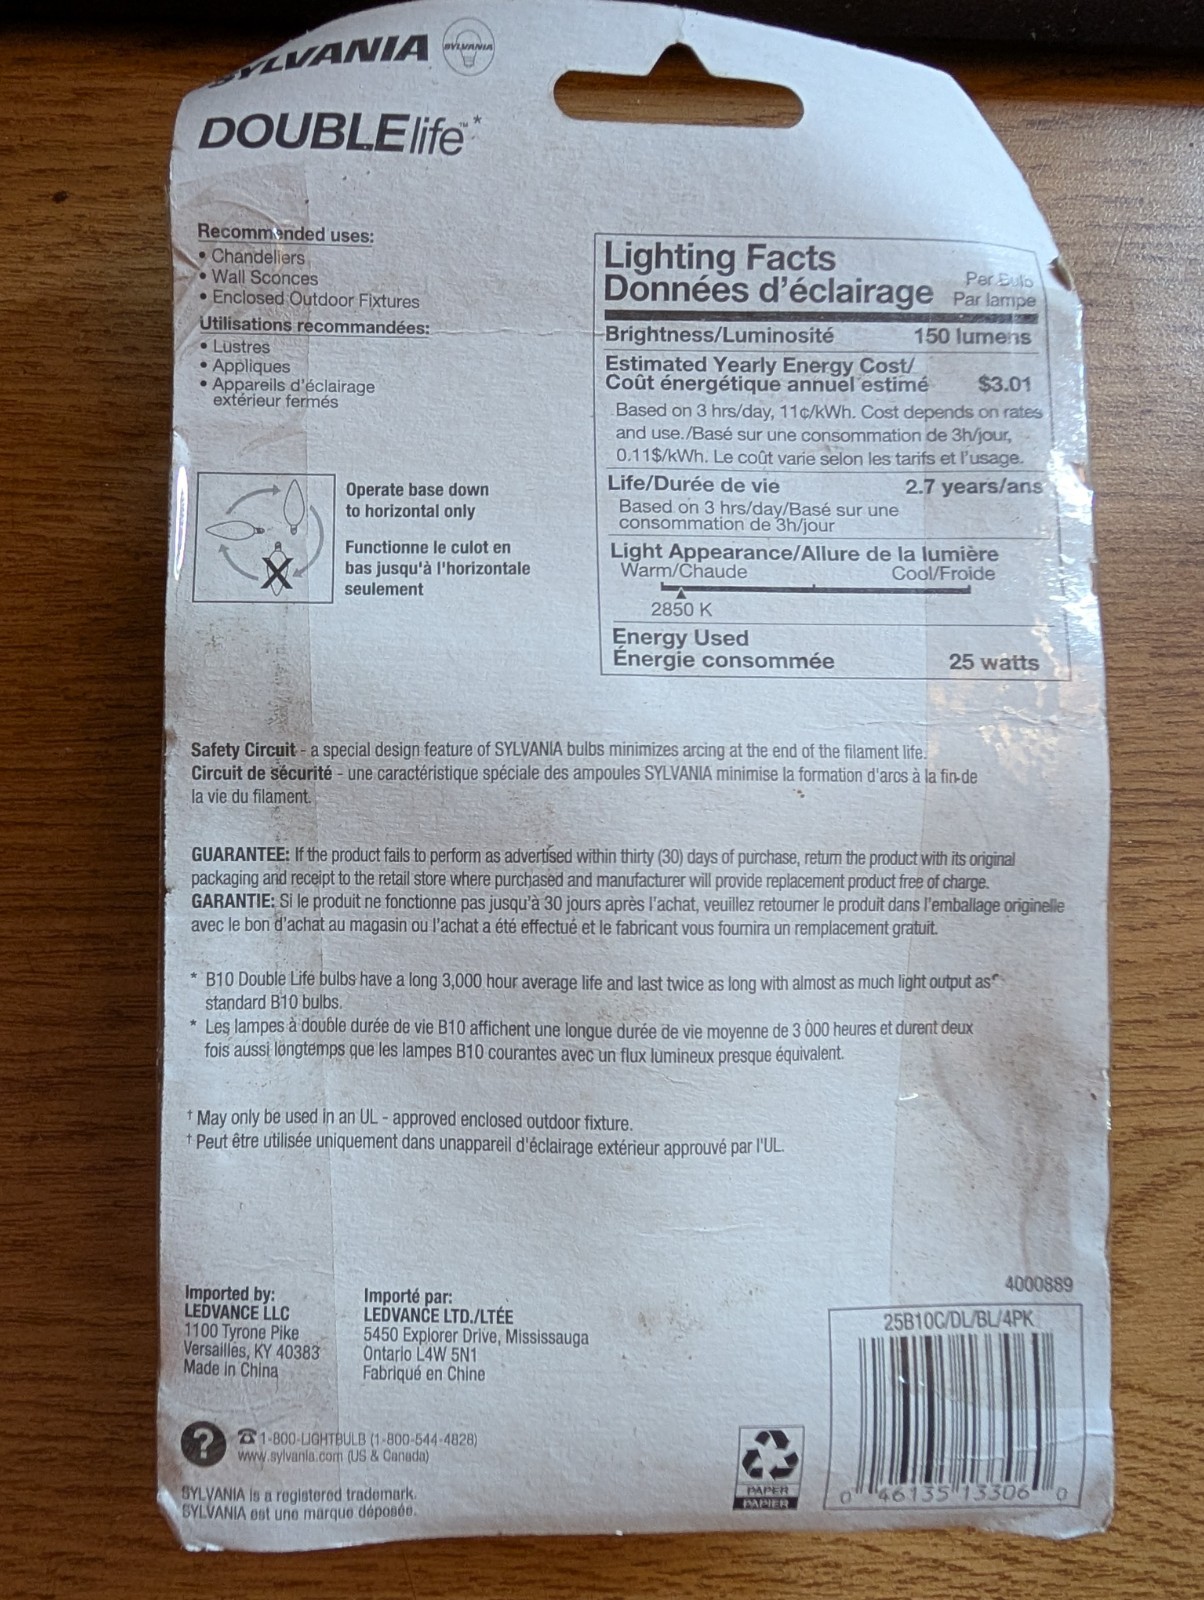 SYLVANIA SYLVANIA
DOUBLElife™*
Recommended uses:
• Chandeliers
• Wall Sconces
• Enclosed Outdoor Fixtures
Utilisations recommandées:
• Lustres
• Appliques
• Appareils d'éclairage
extérieur fermés
Operate base down
to horizontal only
Functionne le culot en
bas jusqu'à l'horizontale
seulement
Lighting Facts
Données d'éclairage
Per Bulb
Par lampe
Brightness/Luminosité 150 lumens
Estimated Yearly Energy Cost/
Coût énergétique annuel estimé $3.01
Based on 3 hrs/day, 11¢/kWh. Cost depends on rates
and use./Basé sur une consommation de 3h/jour,
0.11$/kWh. Le coût varie selon les tarifs et l'usage.
Life/Durée de vie 2.7 years/ans
Based on 3 hrs/day/Basé sur une
consommation de 3h/jour
Light Appearance/Allure de la lumière
Warm/Chaude Cool/Froide
2850 K
Energy Used
Énergie consommée 25 watts
Safety Circuit - a special design feature of SYLVANIA bulbs minimizes arcing at the end of the filament life.
Circuit de sécurité - une caractéristique spéciale des ampoules SYLVANIA minimise la formation d'arcs à la fin de
la vie du filament.
GUARANTEE: If the product fails to perform as advertised within thirty (30) days of purchase, return the product with its original
packaging and receipt to the retail store where purchased and manufacturer will provide replacement product free of charge.
GARANTIE: Si le produit ne fonctionne pas jusqu'à 30 jours après l'achat, veuillez retourner le produit dans l'emballage originelle
avec le bon d'achat au magasin ou l'achat a été effectué et le fabricant vous fournira un remplacement gratuit.
* B10 Double Life bulbs have a long 3,000 hour average life and last twice as long with almost as much light output as
standard B10 bulbs.
* Les lampes à double durée de vie B10 affichent une longue durée de vie moyenne de 3 000 heures et durent deux
fois aussi longtemps que les lampes B10 courantes avec un flux lumineux presque équivalent.
† May only be used in an UL - approved enclosed outdoor fixture.
† Peut être utilisée uniquement dans unappareil d'éclairage extérieur approuvé par l'UL.
Imported by:
LEDVANCE LLC
1100 Tyrone Pike
Versailles, KY 40383
Made in China
Importé par:
LEDVANCE LTD./LTÉE
5450 Explorer Drive, Mississauga
Ontario L4W 5N1
Fabriqué en Chine
? ☎ 1-800-LIGHTBULB (1-800-544-4828)
www.sylvania.com (US & Canada)
SYLVANIA is a registered trademark.
SYLVANIA est une marque déposée.
PAPER
PAPIER
4000889
25B10C/DL/BL/4PK
0 46135 13306 0